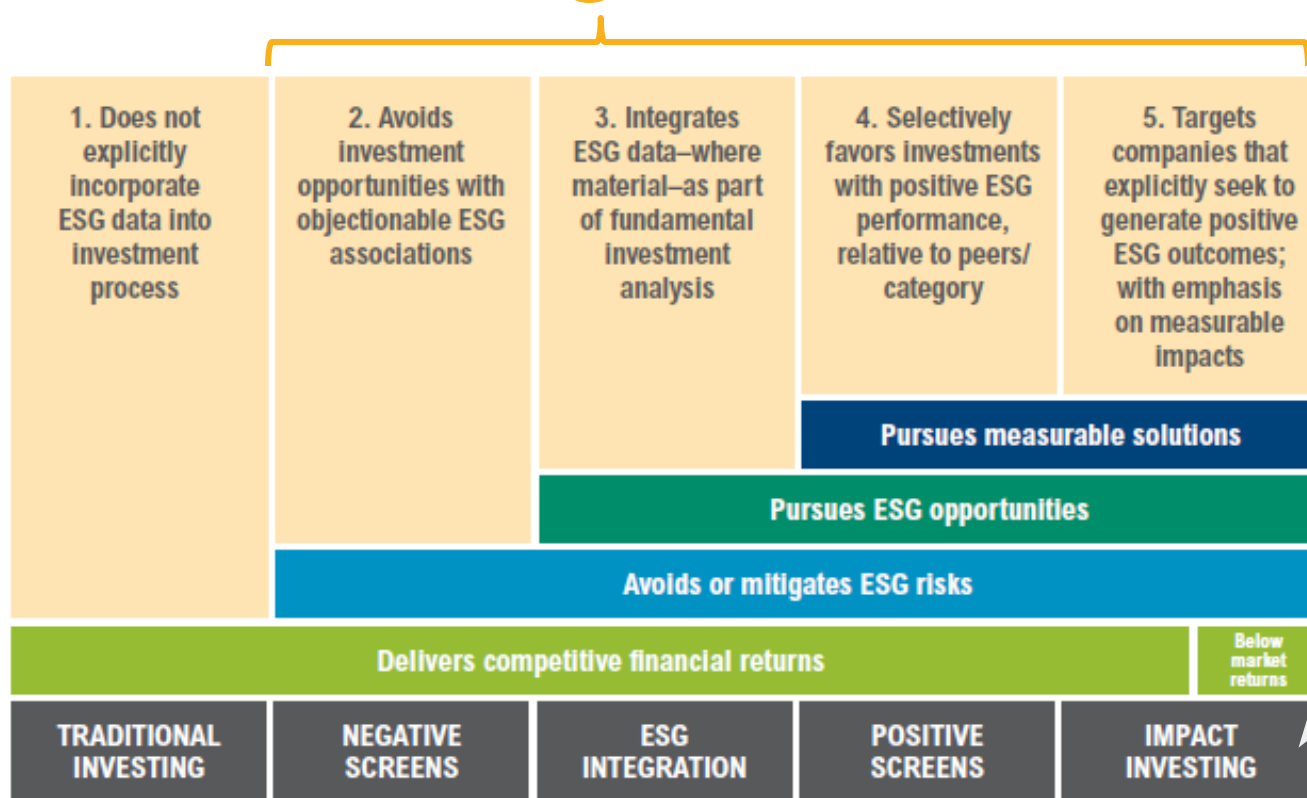 1. Does not
explicitly
incorporate
ESG data into
investment
process
2. Avoids
investment
opportunities with
objectionable ESG
associations
3. Integrates
ESG data–where
material–as part
of fundamental
investment
analysis
4. Selectively
favors investments
with positive ESG
performance,
relative to peers/
category
5. Targets
companies that
explicitly seek to
generate positive
ESG outcomes;
with emphasis
on measurable
impacts
Pursues measurable solutions
Pursues ESG opportunities
Avoids or mitigates ESG risks
Delivers competitive financial returns
Below
market
returns
TRADITIONAL
INVESTING
NEGATIVE
SCREENS
ESG
INTEGRATION
POSITIVE
SCREENS
IMPACT
INVESTING